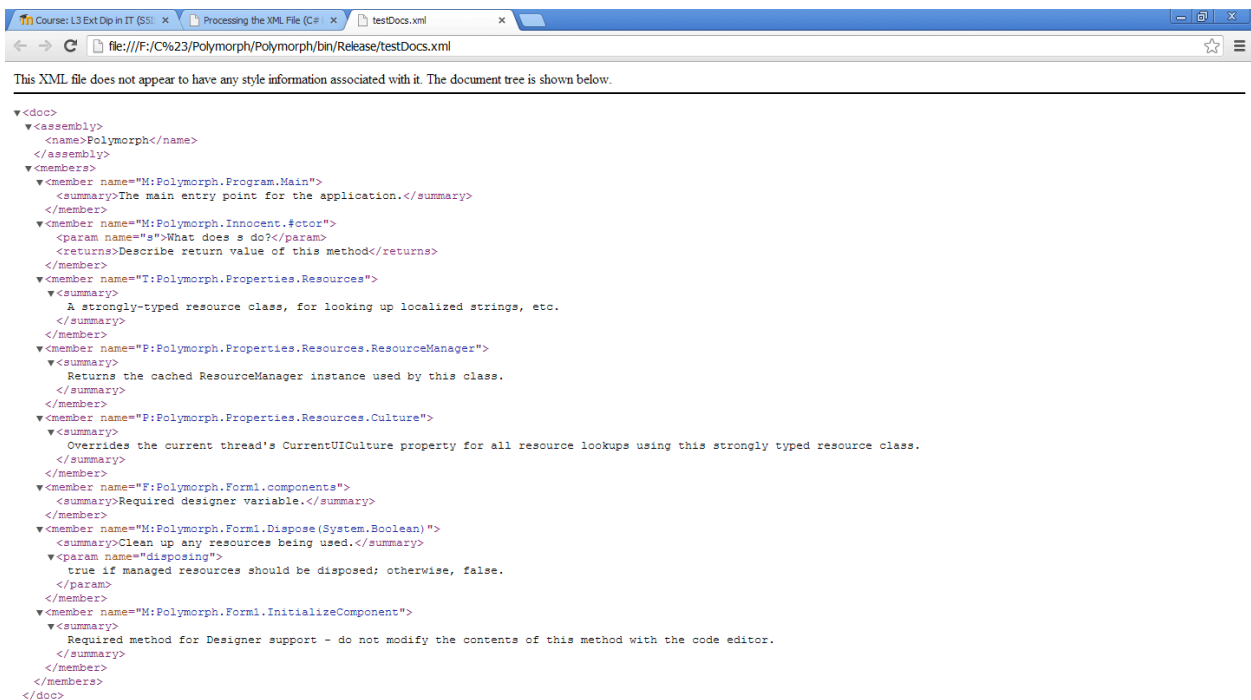 Course: L3 Ext Dip in IT (S5
Processing the XML File (C#
testDocs.xml
file:///F:/C%23/Polymorph/Polymorph/bin/Release/testDocs.xml
This XML file does not appear to have any style information associated with it. The document tree is shown below.
▼<doc>
▼<assembly>
<name>Polymorph</name>
</assembly>
▼<members>
▼<member name="M:Polymorph.Program.Main">
<summary>The main entry point for the application.</summary>
</member>
▼<member name="M:Polymorph.Innocent.#ctor">
<param name="s">What does s do?</param>
<returns>Describe return value of this method</returns>
</member>
▼<member name="T:Polymorph.Properties.Resources">
▼<summary>
A strongly-typed resource class, for looking up localized strings, etc.
</summary>
</member>
▼<member name="P:Polymorph.Properties.Resources.ResourceManager">
▼<summary>
Returns the cached ResourceManager instance used by this class.
</summary>
</member>
▼<member name="P:Polymorph.Properties.Resources.Culture">
▼<summary>
Overrides the current thread's CurrentUICulture property for all resource lookups using this strongly typed resource class.
</summary>
</member>
▼<member name="F:Polymorph.Form1.components">
<summary>Required designer variable.</summary>
</member>
▼<member name="M:Polymorph.Form1.Dispose(System.Boolean)">
<summary>Clean up any resources being used.</summary>
▼<param name="disposing">
true if managed resources should be disposed; otherwise, false.
</param>
</member>
▼<member name="M:Polymorph.Form1.InitializeComponent">
▼<summary>
Required method for Designer support - do not modify the contents of this method with the code editor.
</summary>
</member>
</members>
</doc>